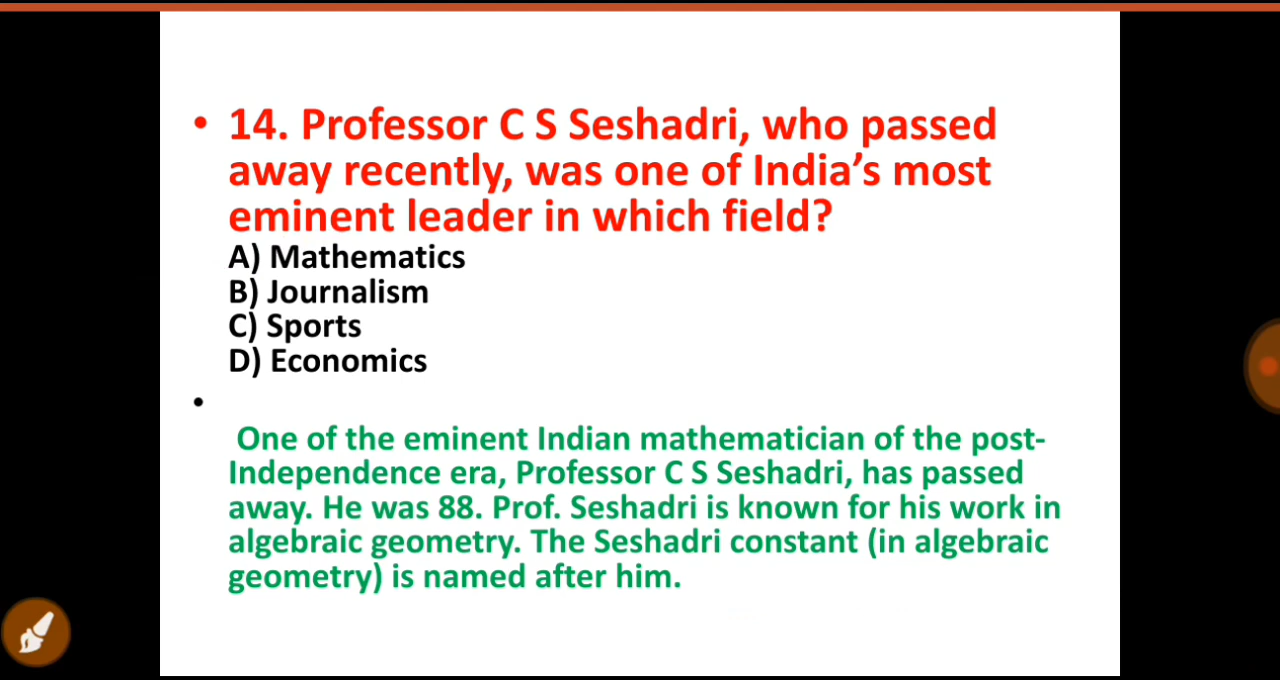 • 14. Professor C S Seshadri, who passed
away recently, was one of India’s most
eminent leader in which field?
A) Mathematics
B) Journalism
C) Sports
D) Economics
•
One of the eminent Indian mathematician of the post-
Independence era, Professor C S Seshadri, has passed
away. He was 88. Prof. Seshadri is known for his work in
algebraic geometry. The Seshadri constant (in algebraic
geometry) is named after him.